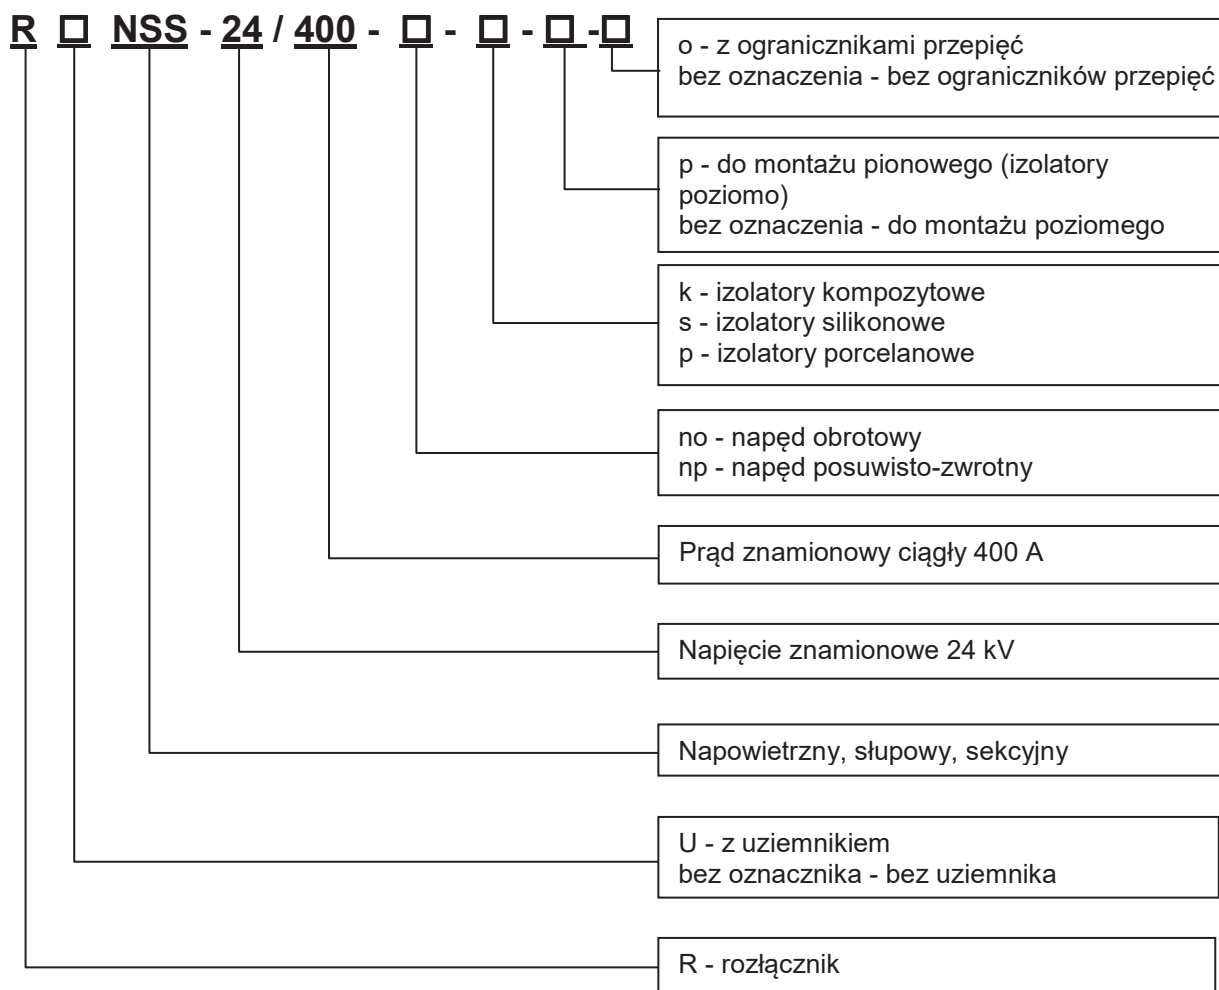 R □ NSS - 24 / 400 - □ - □ - □ - □
o - z ogranicznikami przepięć
bez oznaczenia - bez ograniczników przepięć
p - do montażu pionowego (izolatory
poziomo)
bez oznaczenia - do montażu poziomego
k - izolatory kompozytowe
s - izolatory silikonowe
p - izolatory porcelanowe
no - napęd obrotowy
np - napęd posuwisto-zwrotny
Prąd znamionowy ciągły 400 A
Napięcie znamionowe 24 kV
Napowietrzny, słupowy, sekcyjny
U - z uziemnikiem
bez oznacznika - bez uziemnika
R - rozłącznik